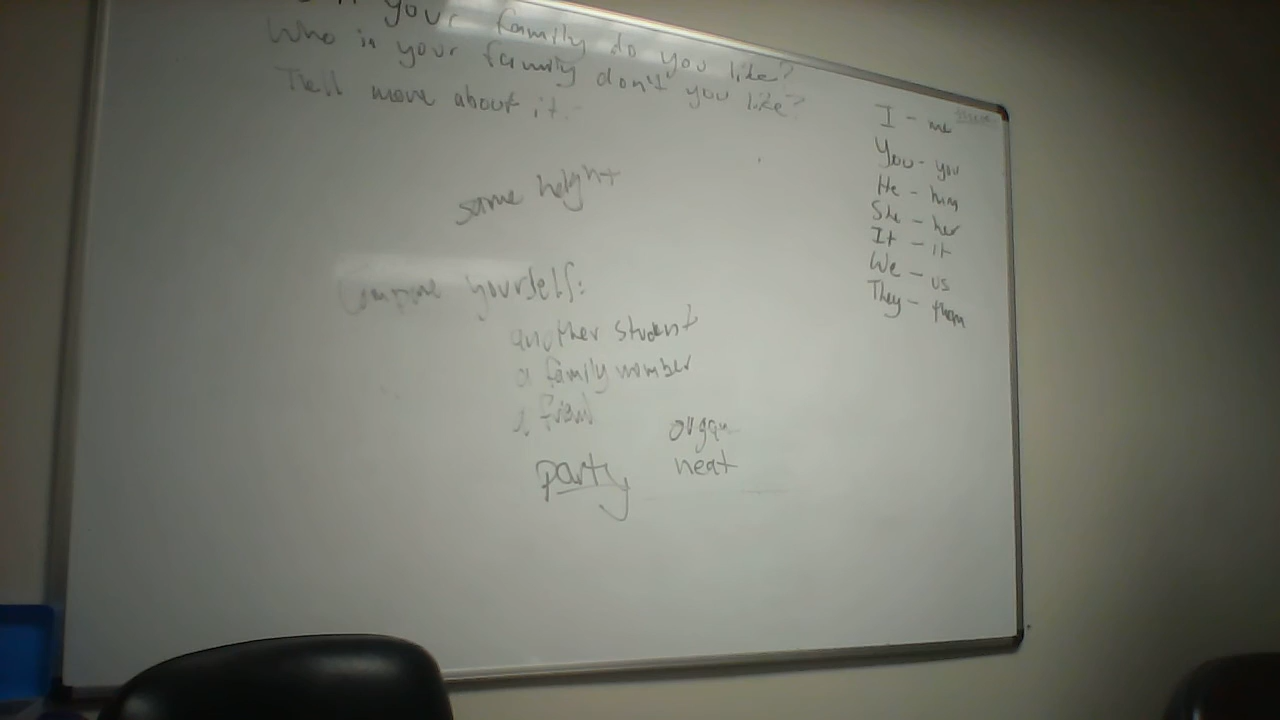 your family do you like?
Who in your family don't you like?
Tell more about it.
same height
Compare yourself:
another student
a family member
a friend
party
organ
neat
I - me
You - you
He - him
She - her
It - it
We - us
They - them